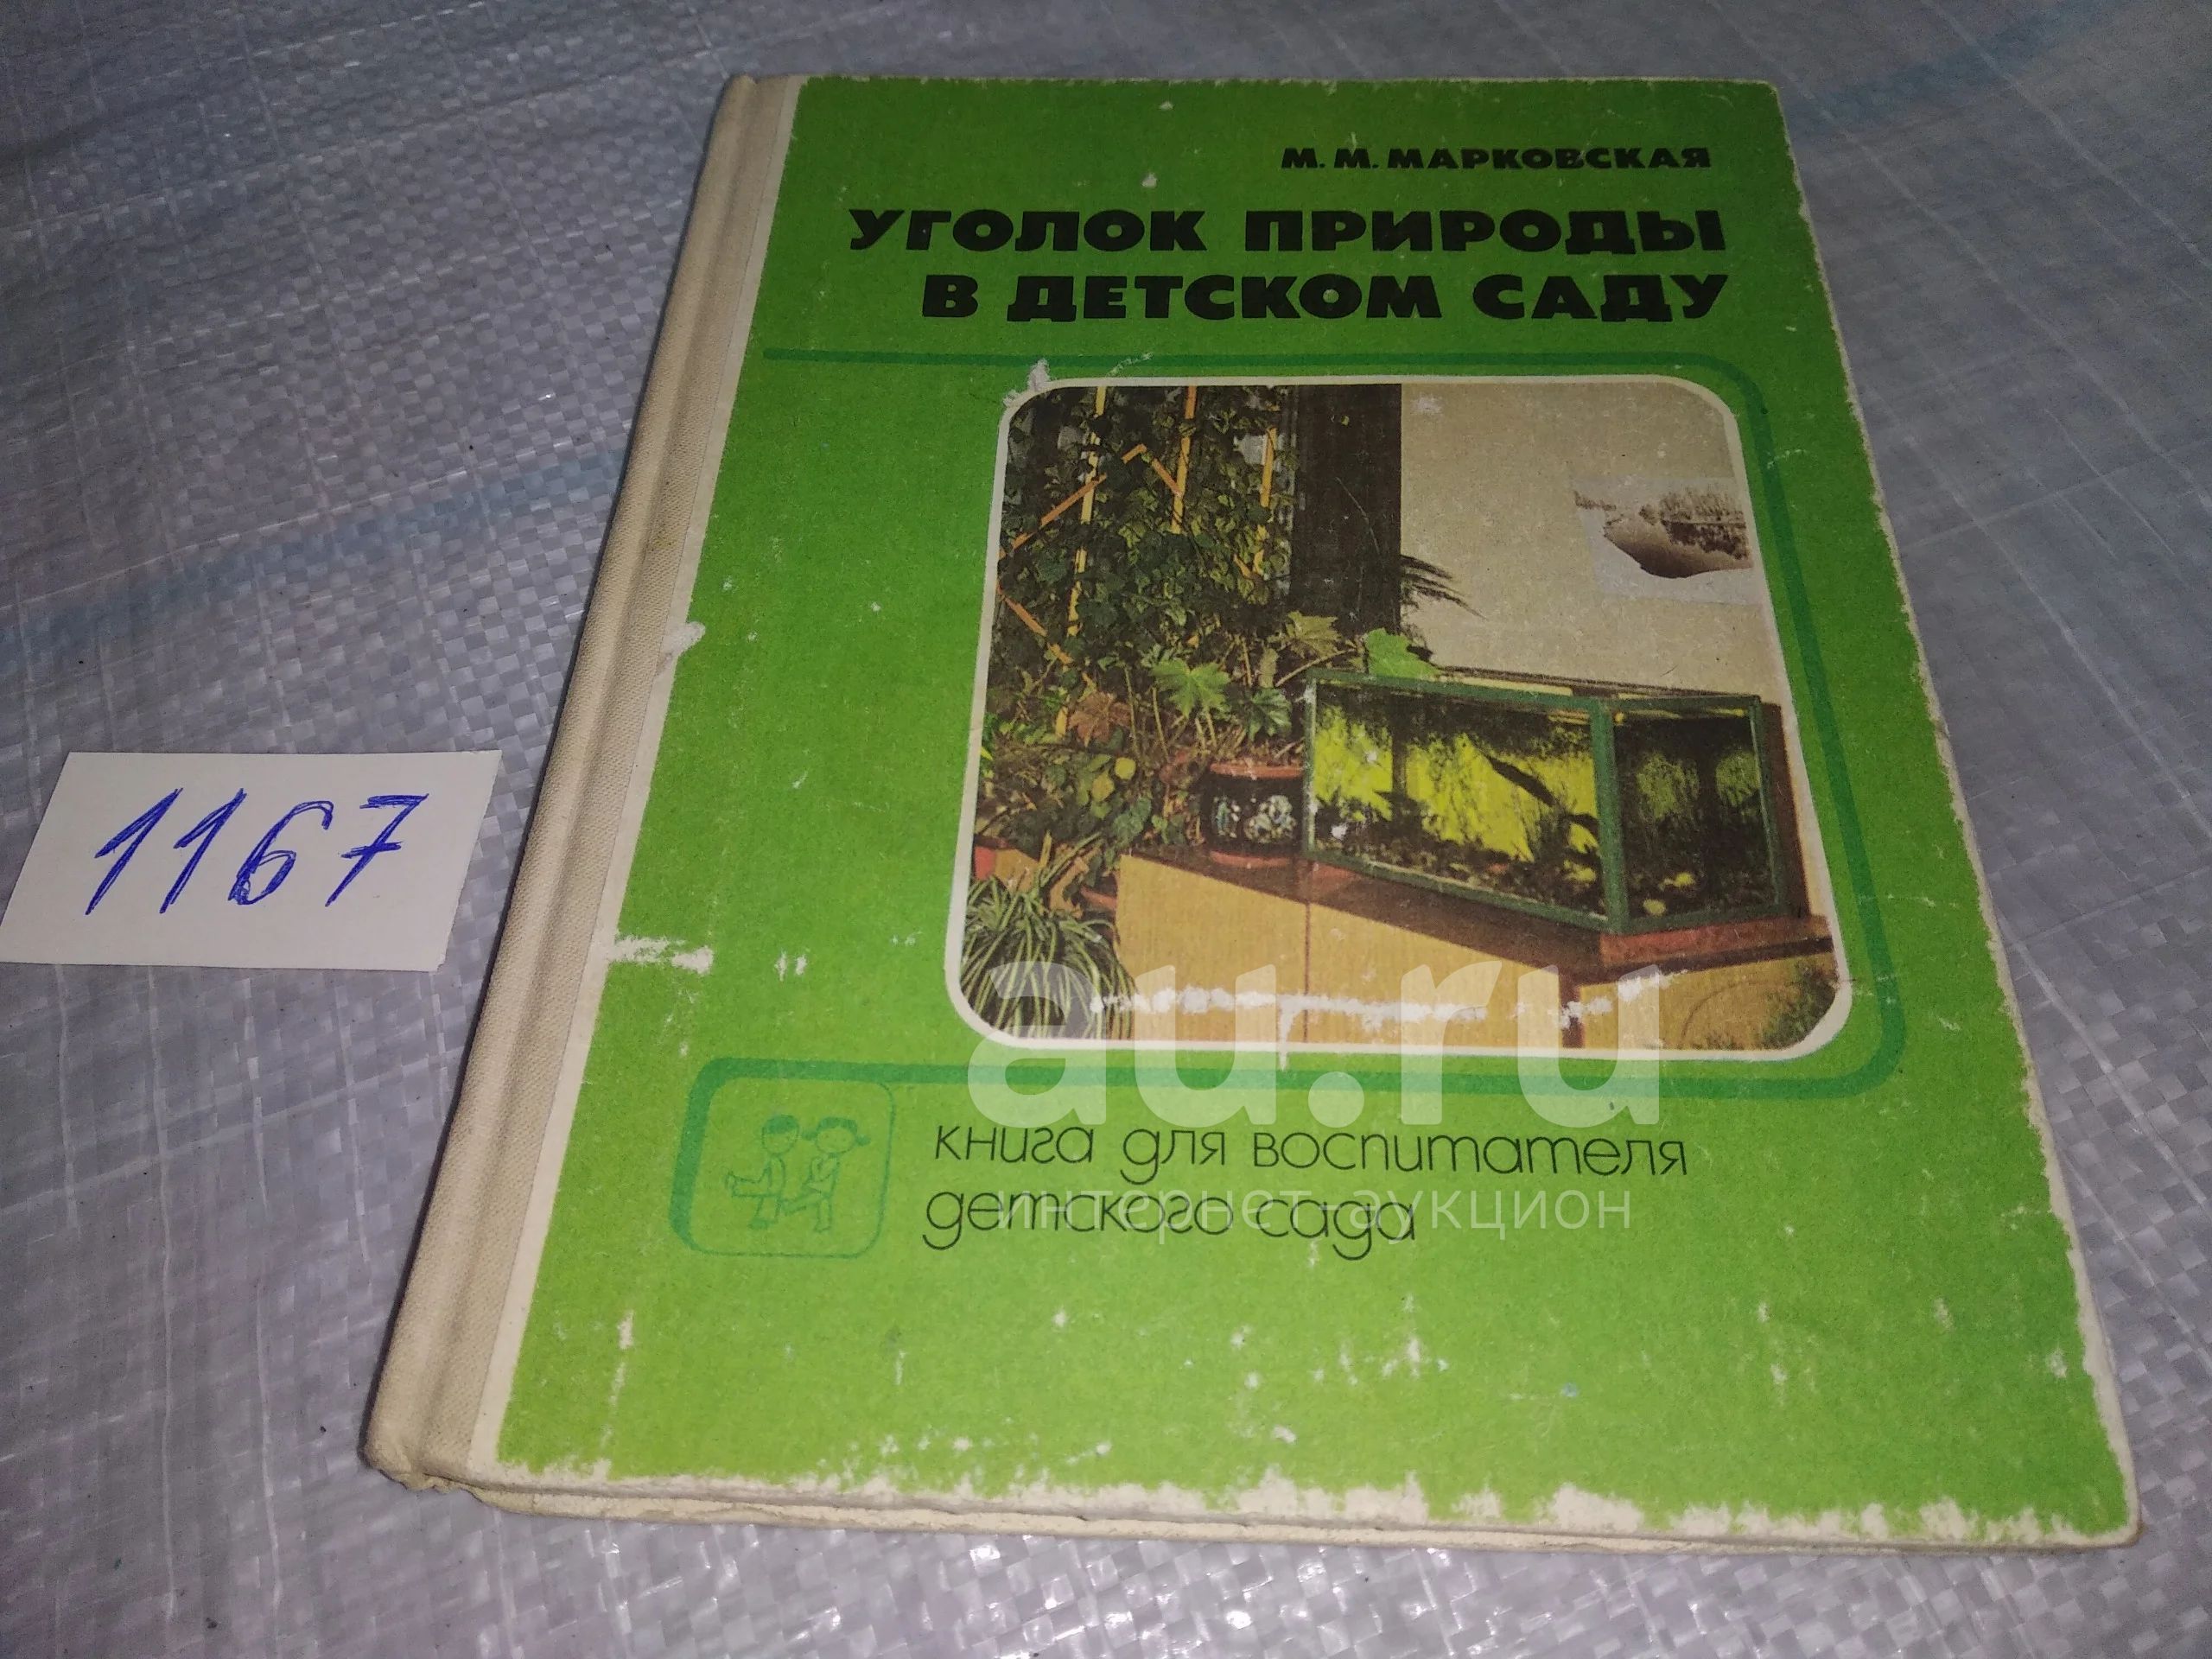 М. М. МАРКОВСКАЯ
УГОЛОК ПРИРОДЫ
В ДЕТСКОМ САДУ
1167
au.ru
книга для воспитателя
детского сада
интернет-аукцион